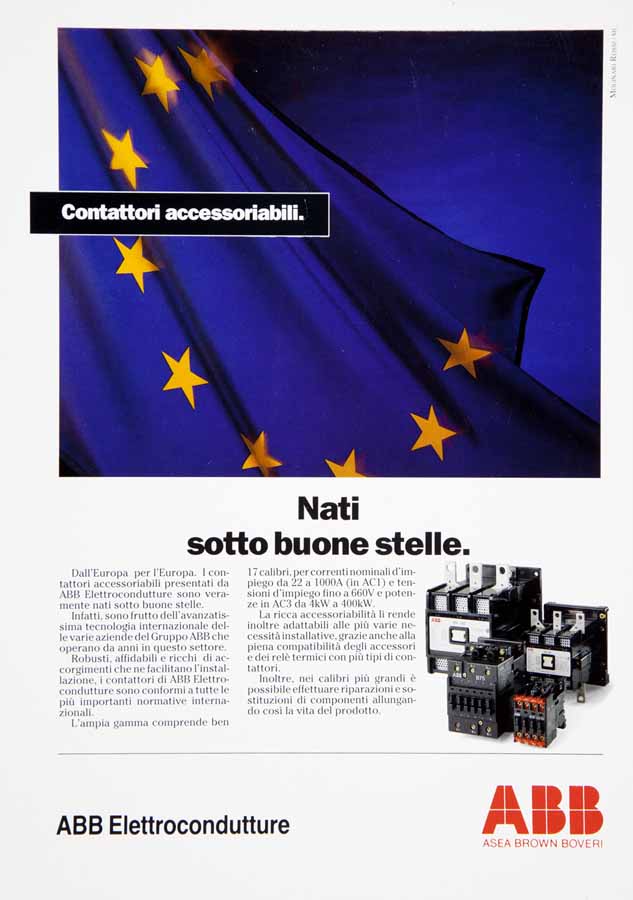 MOLINARI ROSSI / MI
Contattori accessoriabili.
Nati
sotto buone stelle.
Dall'Europa per l'Europa. I con-
tattori accessoriabili presentati da
ABB Elettrocondutture sono vera-
mente nati sotto buone stelle.
Infatti, sono frutto dell'avanzatis-
sima tecnologia internazionale del-
le varie aziende del Gruppo ABB che
operano da anni in questo settore.
Robusti, affidabili e ricchi di ac-
corgimenti che ne facilitano l'instal-
lazione, i contattori di ABB Elettro-
condutture sono conformi a tutte le
più importanti normative interna-
zionali.
L'ampia gamma comprende ben
17 calibri, per correnti nominali d'im-
piego da 22 a 1000A (in AC1) e ten-
sioni d'impiego fino a 660V e poten-
ze in AC3 da 4kW a 400kW.
La ricca accessoriabilità li rende
inoltre adattabili alle più varie ne-
cessità installative, grazie anche alla
piena compatibilità degli accessori
e dei relè termici con più tipi di con-
tattori.
Inoltre, nei calibri più grandi è
possibile effettuare riparazioni e so-
stituzioni di componenti allungan-
do così la vita del prodotto.
ABB
ABB
B75
ABB Elettrocondutture
ABB
ASEA BROWN BOVERI